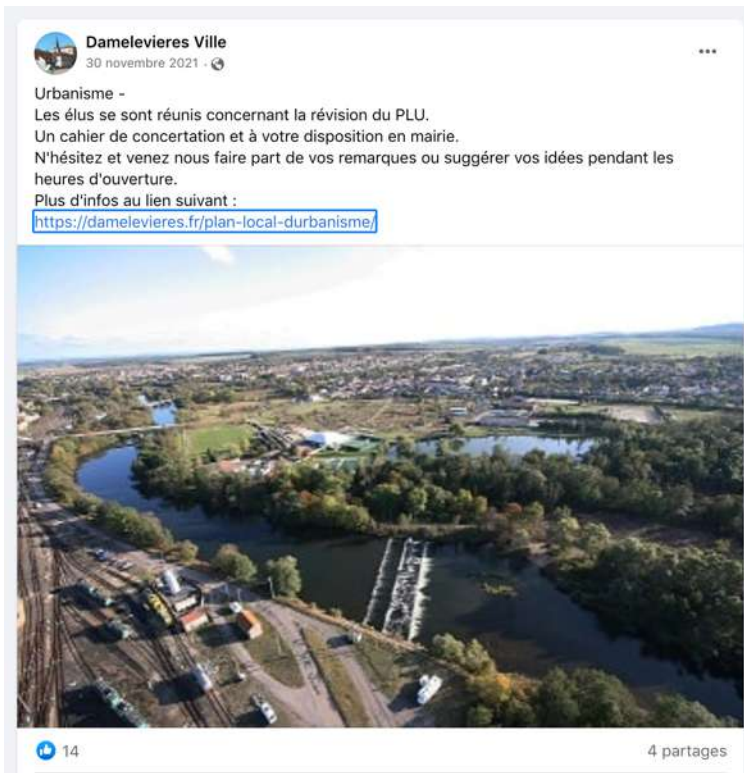 Damelevieres Ville
30 novembre 2021 ·
Urbanisme -
Les élus se sont réunis concernant la révision du PLU.
Un cahier de concertation et à votre disposition en mairie.
N'hésitez et venez nous faire part de vos remarques ou suggérer vos idées pendant les
heures d'ouverture.
Plus d'infos au lien suivant :
https://damelevieres.fr/plan-local-durbanisme/
14
4 partages